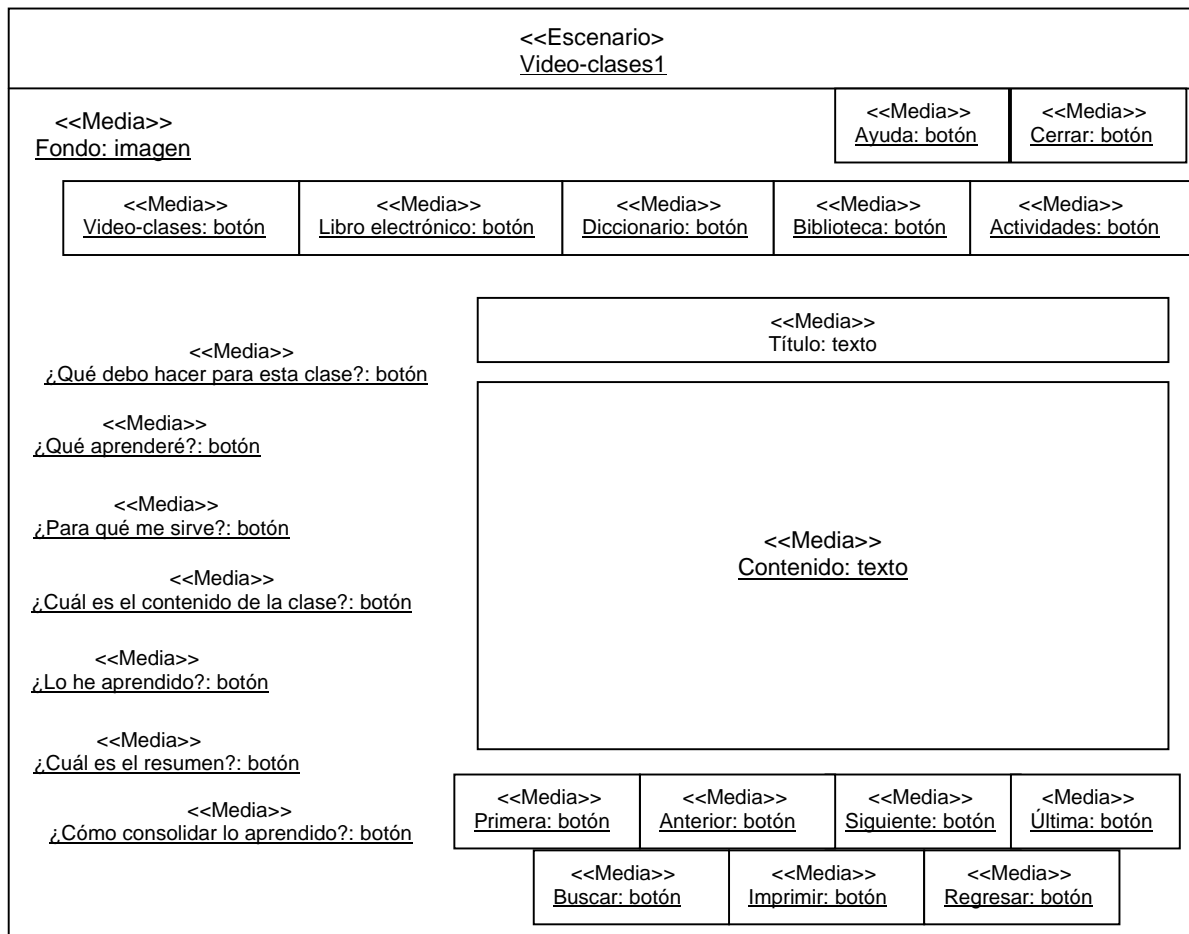 <<Escenario>
Video-clases1
<<Media>>
Fondo: imagen
<<Media>>
Ayuda: botón
<<Media>>
Cerrar: botón
<<Media>>
Video-clases: botón
<<Media>>
Libro electrónico: botón
<<Media>>
Diccionario: botón
<<Media>>
Biblioteca: botón
<<Media>>
Actividades: botón
<<Media>>
¿Qué debo hacer para esta clase?: botón
<<Media>>
¿Qué aprenderé?: botón
<<Media>>
¿Para qué me sirve?: botón
<<Media>>
¿Cuál es el contenido de la clase?: botón
<<Media>>
¿Lo he aprendido?: botón
<<Media>>
¿Cuál es el resumen?: botón
<<Media>>
¿Cómo consolidar lo aprendido?: botón
<<Media>>
Título: texto
<<Media>>
Contenido: texto
<<Media>>
Primera: botón
<<Media>>
Anterior: botón
<<Media>>
Siguiente: botón
<Media>>
Última: botón
<<Media>>
Buscar: botón
<<Media>>
Imprimir: botón
<<Media>>
Regresar: botón